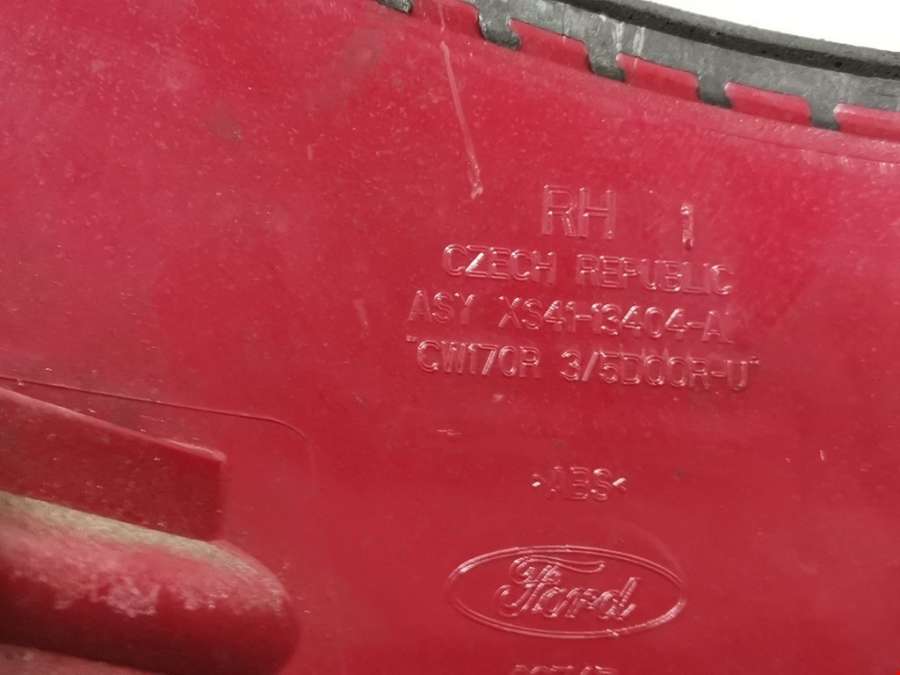 RH 1
CZECH REPUBLIC
ASY XS41-13404-A
"CW170R 3/5DOOR-U"
>ABS<
Ford